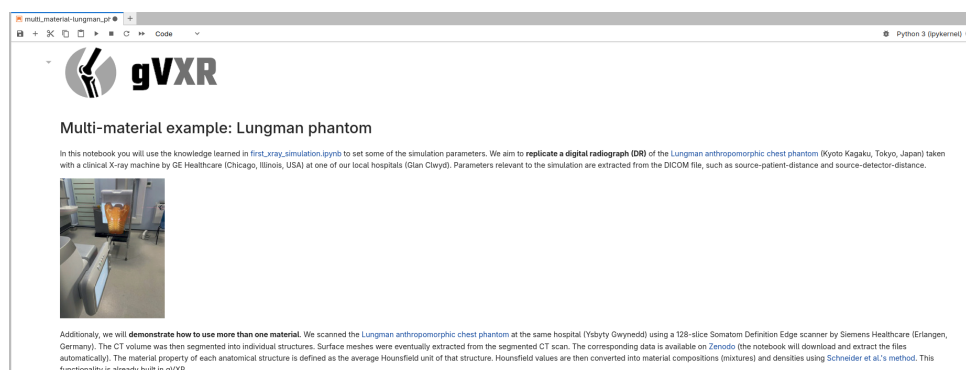 multi_material-lungman_pl
Code
Python 3 (ipykernel)
gVXR
Multi-material example: Lungman phantom
In this notebook you will use the knowledge learned in first_xray_simulation.ipynb to set some of the simulation parameters. We aim to replicate a digital radiograph (DR) of the Lungman anthropomorphic chest phantom (Kyoto Kagaku, Tokyo, Japan) taken
with a clinical X-ray machine by GE Healthcare (Chicago, Illinois, USA) at one of our local hospitals (Glan Clwyd). Parameters relevant to the simulation are extracted from the DICOM file, such as source-patient-distance and source-detector-distance.
Additionaly, we will demonstrate how to use more than one material. We scanned the Lungman anthropomorphic chest phantom at the same hospital (Ysbyty Gwynedd) using a 128-slice Somatom Definition Edge scanner by Siemens Healthcare (Erlangen,
Germany). The CT volume was then segmented into individual structures. Surface meshes were eventually extracted from the segmented CT scan. The corresponding data is available on Zenodo (the notebook will download and extract the files
automatically). The material property of each anatomical structure is defined as the average Hounsfield unit of that structure. Hounsfield values are then converted into material compositions (mixtures) and densities using Schneider et al.'s method. This
functionality is already built in gVXR.